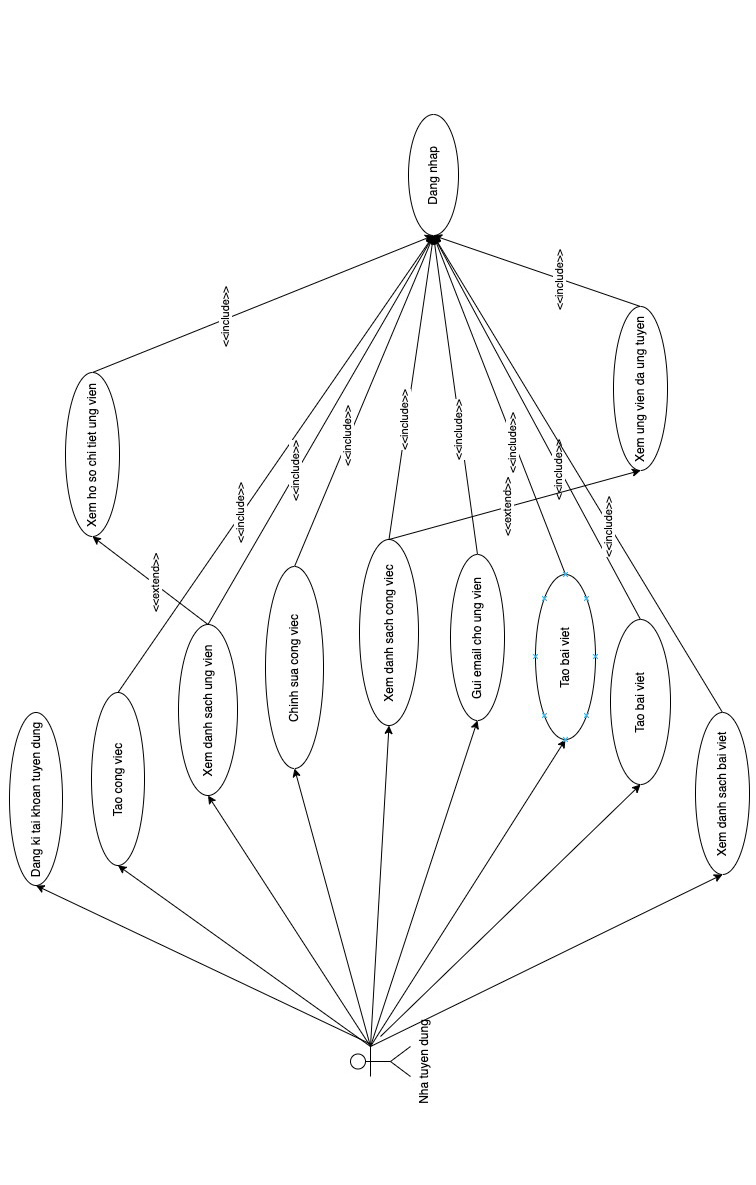 Dang ki tai khoan tuyen dung
Tao cong viec
Xem danh sach ung vien
Chinh sua cong viec
Xem danh sach cong viec
Gui email cho ung vien
Tao bai viet
Tao bai viet
Xem danh sach bai viet
Nha tuyen dung
Xem ho so chi tiet ung vien
Xem ung vien da ung tuyen
Dang nhap
<<extend>>
<<extend>>
<<include>>
<<include>>
<<include>>
<<include>>
<<include>>
<<include>>
<<include>>
<<include>>
<<include>>
<<include>>